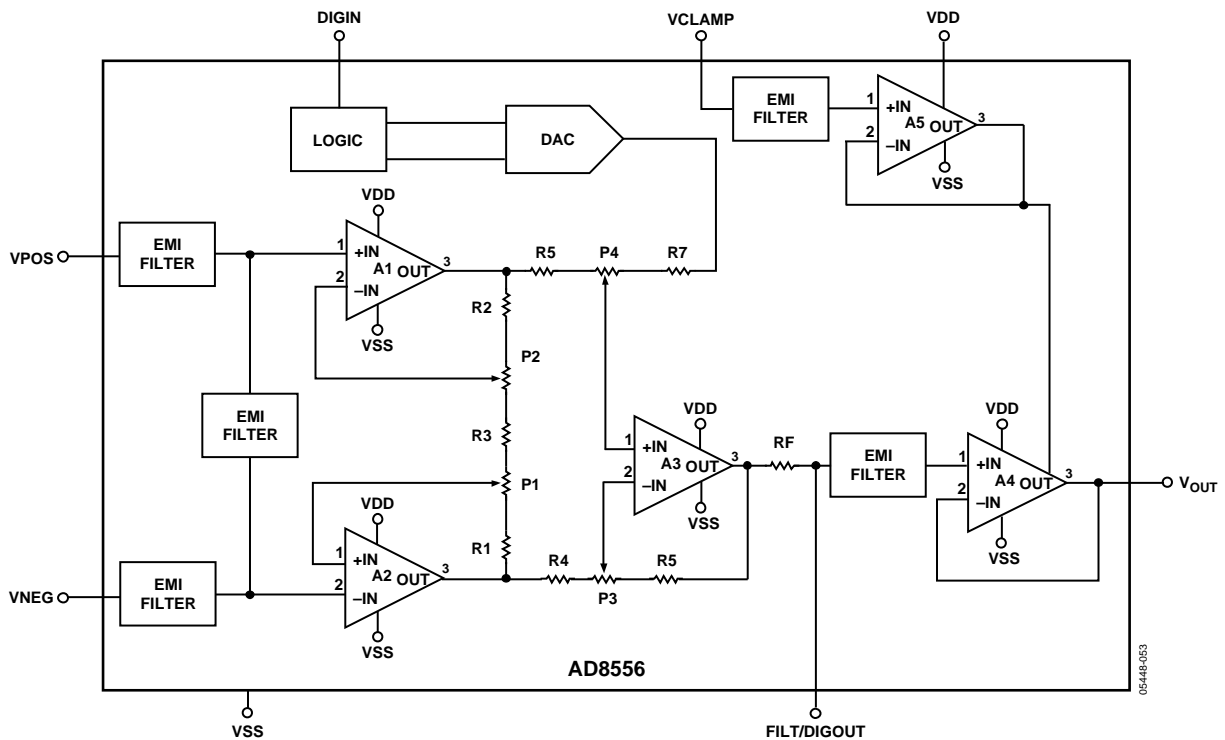 DIGIN
VCLAMP
VDD
LOGIC
DAC
EMI
FILTER
1
+IN
2
–IN
A5
OUT
3
VSS
VPOS
EMI
FILTER
VDD
1
+IN
2
–IN
A1
OUT
3
VSS
R5
P4
R7
R2
P2
R3
P1
R1
EMI
FILTER
VNEG
EMI
FILTER
VDD
1
+IN
2
–IN
A2
OUT
3
VSS
R4
P3
R5
VDD
1
+IN
2
–IN
A3
OUT
3
VSS
RF
EMI
FILTER
VDD
1
+IN
2
–IN
A4
OUT
3
VSS
VOUT
AD8556
VSS
FILT/DIGOUT
05448-053